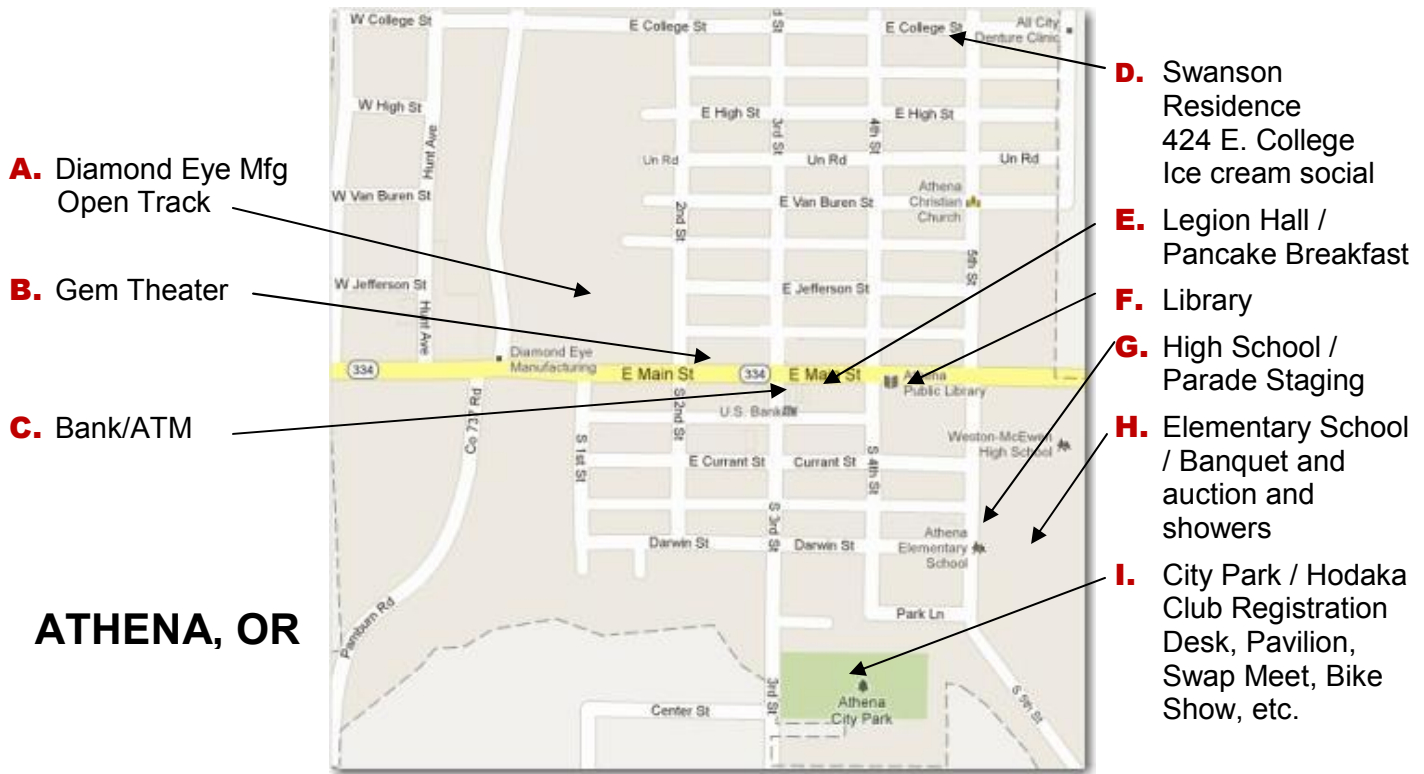 A. Diamond Eye Mfg
Open Track
B. Gem Theater
C. Bank/ATM
ATHENA, OR
W College St
E College St
E College St
All City
Denture Clinic
3rd St
W High St
E High St
E High St
Hunt Ave
3rd St
4th St
Un Rd
Un Rd
Un Rd
W Van Buren St
E Van Buren St
Athena
Christian
Church
2nd St
5th St
W Jefferson St
E Jefferson St
Hunt Ave
Diamond Eye
Manufacturing
334
E Main St
334
E Main St
Athena
Public Library
U.S. Bank
Co 737 Rd
S 1st St
S 2nd St
S 4th St
E Currant St
Currant St
Weston-McEwen
High School
S 3rd St
Darwin St
Darwin St
Athena
Elementary
School
Pambrun Rd
Park Ln
3rd St
Center St
Athena
City Park
S 5th St
D. Swanson
Residence
424 E. College
Ice cream social
E. Legion Hall /
Pancake Breakfast
F. Library
G. High School /
Parade Staging
H. Elementary School
/ Banquet and
auction and
showers
I. City Park / Hodaka
Club Registration
Desk, Pavilion,
Swap Meet, Bike
Show, etc.